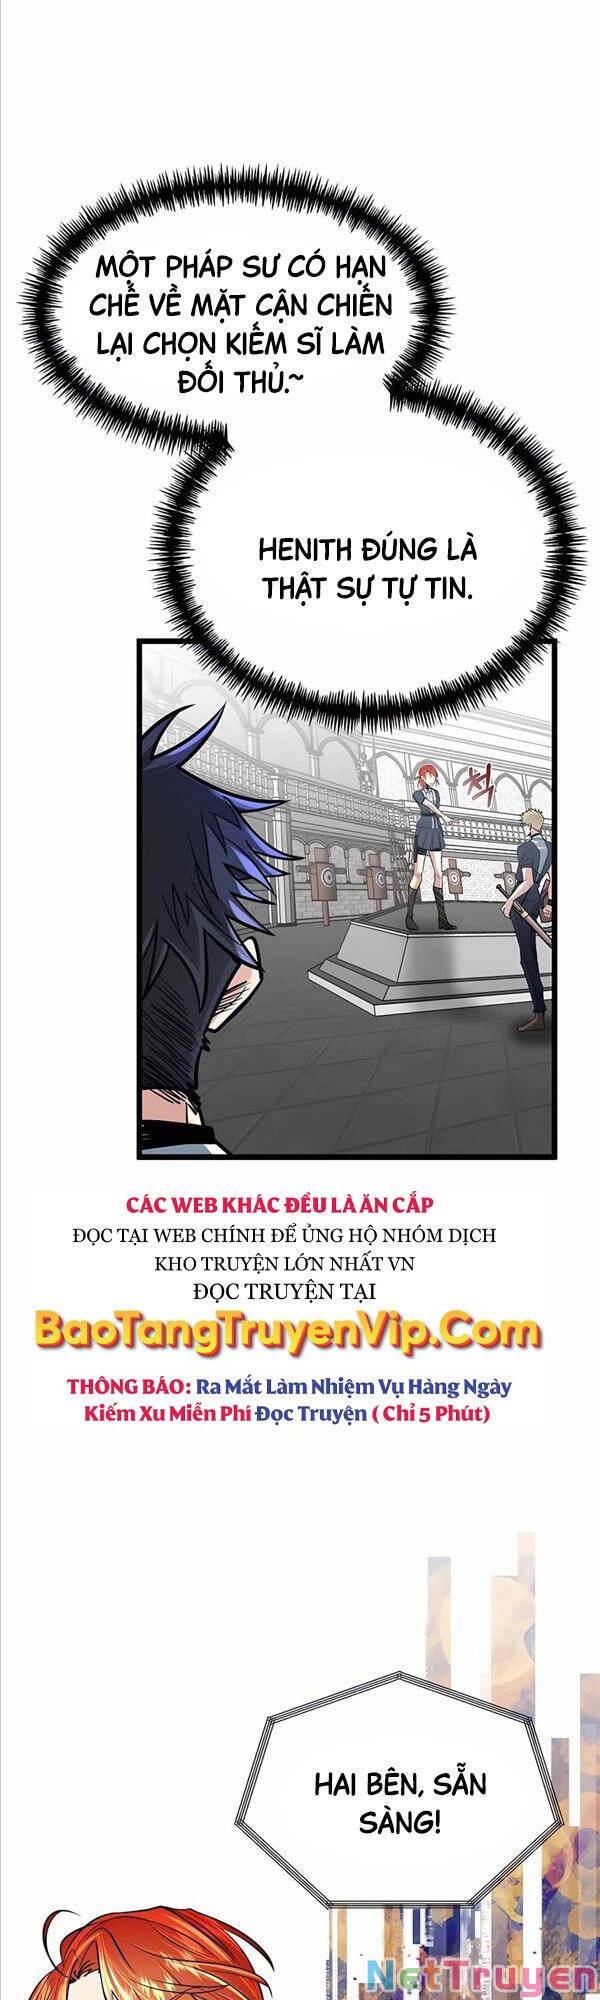 MỘT PHÁP SƯ CÓ HẠN
CHẾ VỀ MẶT CẬN CHIẾN
LẠI CHỌN KIẾM SĨ LÀM
ĐỐI THỦ.~
HENITH ĐÚNG LÀ
THẬT SỰ TỰ TIN.
척
CÁC WEB KHÁC ĐỀU LÀ ĂN CẮP
ĐỌC TẠI WEB CHÍNH ĐỂ ỦNG HỘ NHÓM DỊCH
KHO TRUYỆN LỚN NHẤT VN
ĐỌC TRUYỆN TẠI
BaoTangTruyenVip.Com
THÔNG BÁO: Ra Mắt Làm Nhiệm Vụ Hàng Ngày
Kiếm Xu Miễn Phí Đọc Truyện ( Chỉ 5 Phút)
HAI BÊN, SẴN
SÀNG!
NetTruyen